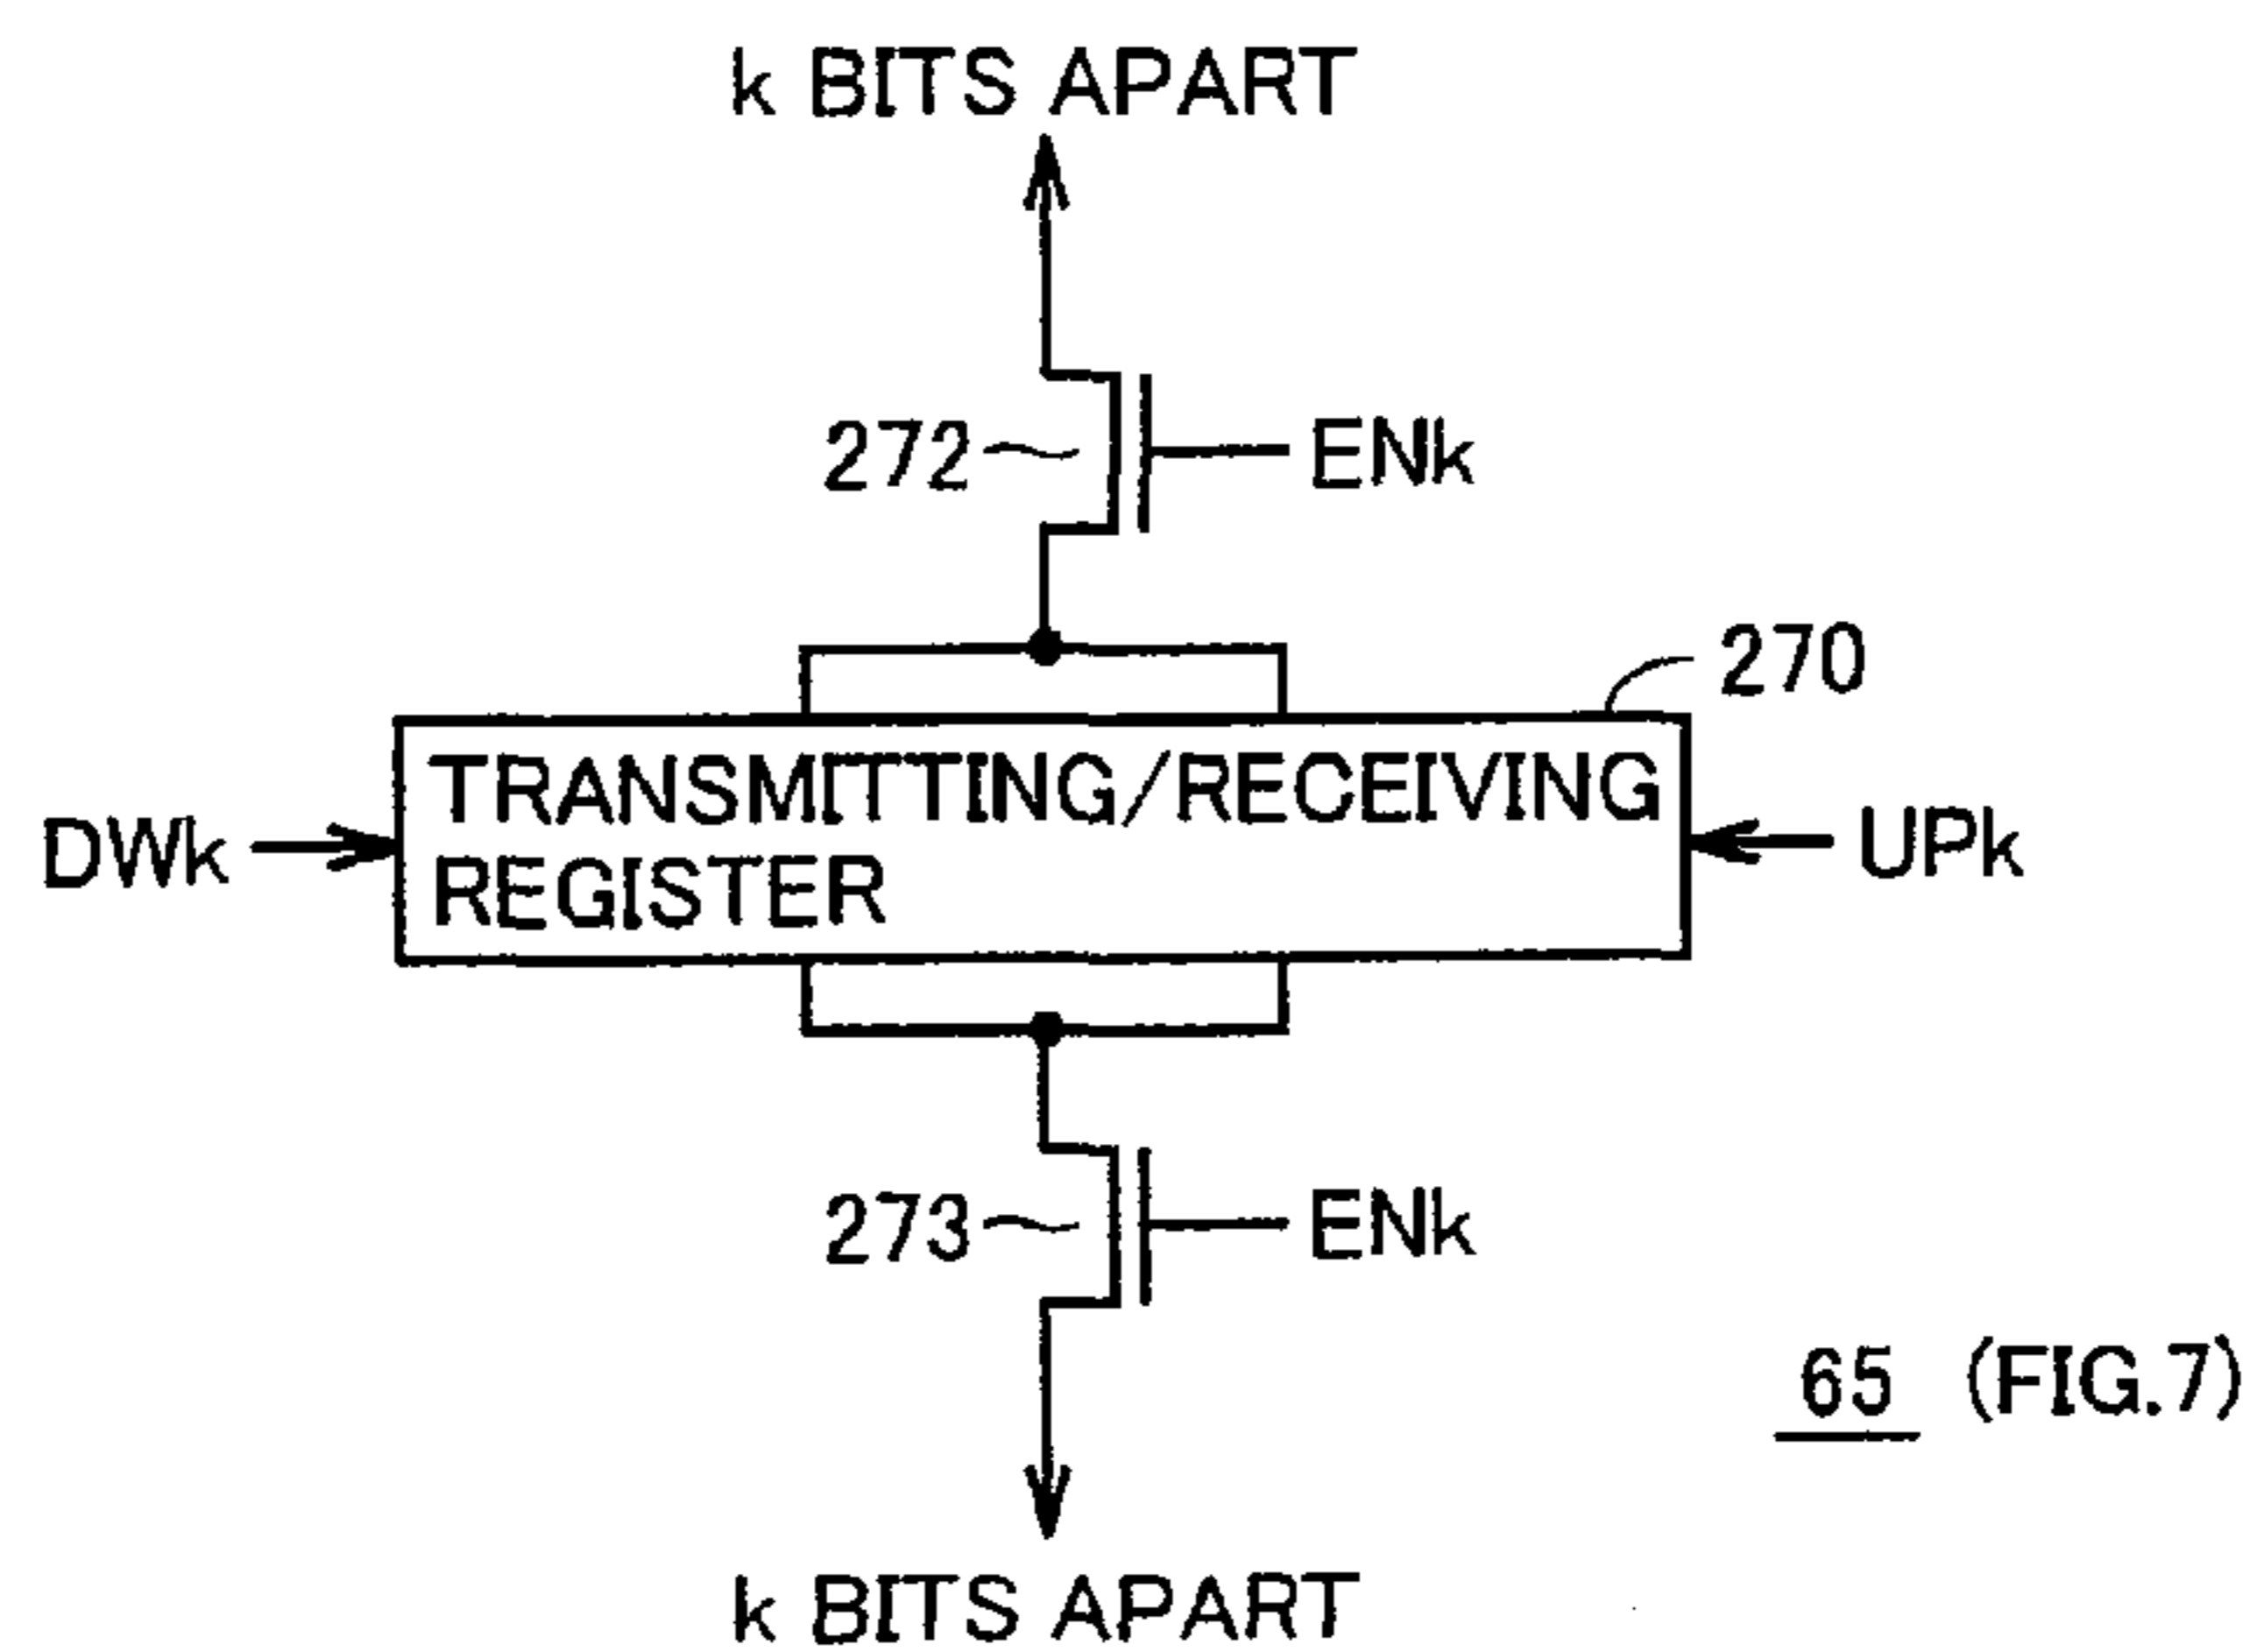 k BITS APART
272
ENk
270
TRANSMITTING/RECEIVING
REGISTER
DWk
UPk
273
ENk
65 (FIG.7)
k BITS APART